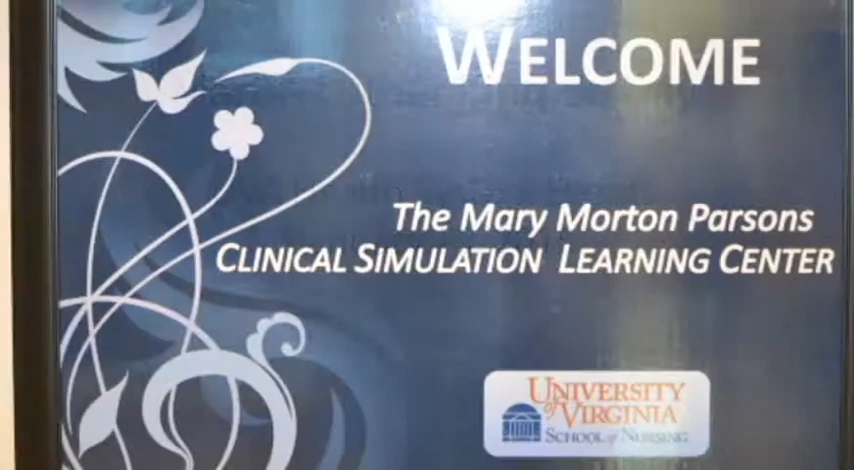 WELCOME
The Mary Morton Parsons
CLINICAL SIMULATION LEARNING CENTER
UNIVERSITY
of VIRGINIA
SCHOOL of NURSING